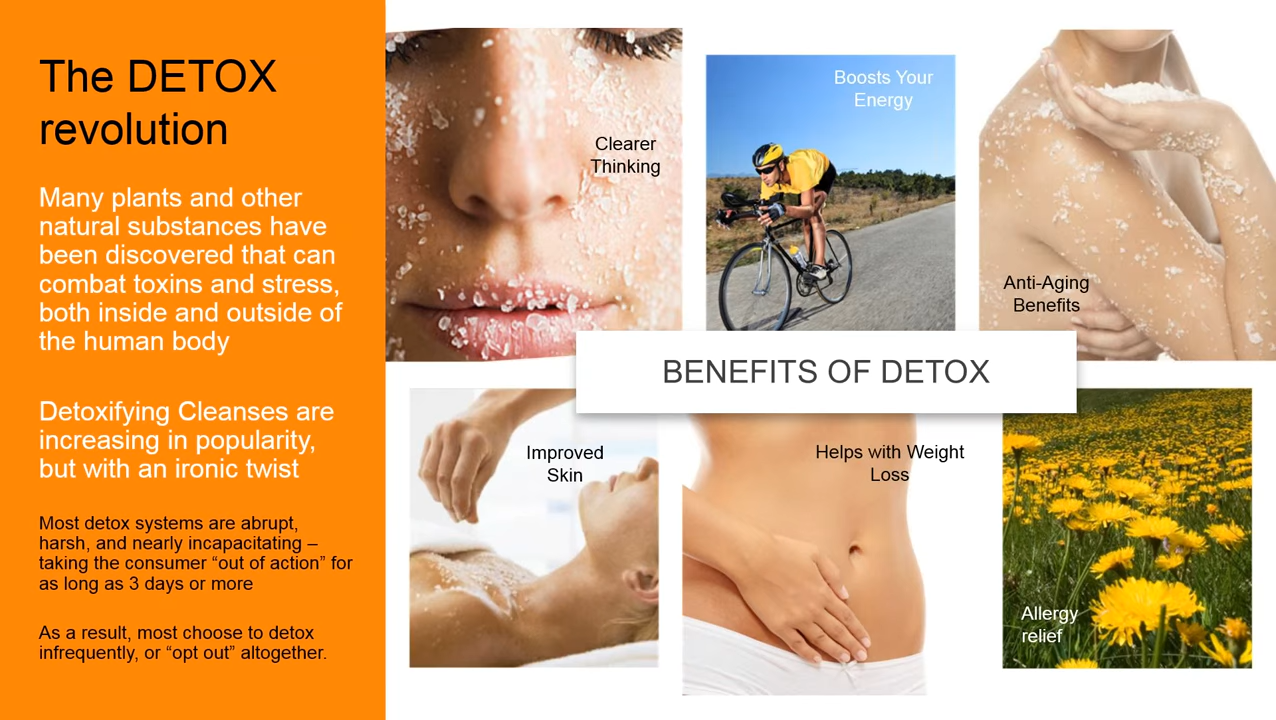 The DETOX
revolution
Many plants and other
natural substances have
been discovered that can
combat toxins and stress,
both inside and outside of
the human body
Detoxifying Cleanses are
increasing in popularity,
but with an ironic twist
Most detox systems are abrupt,
harsh, and nearly incapacitating –
taking the consumer “out of action” for
as long as 3 days or more
As a result, most choose to detox
infrequently, or “opt out” altogether.
Clearer
Thinking
Boosts Your
Energy
Anti-Aging
Benefits
BENEFITS OF DETOX
Improved
Skin
Helps with Weight
Loss
Allergy
relief